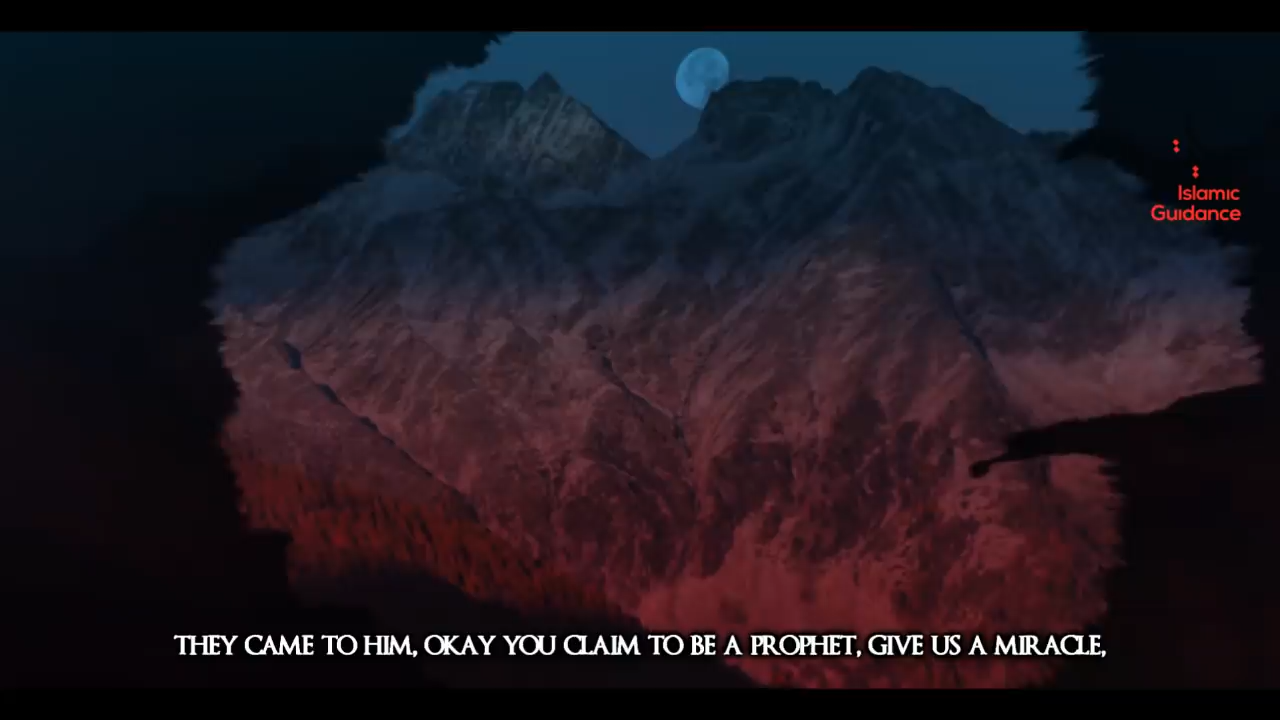 Islamic
Guidance
THEY CAME TO HIM, OKAY YOU CLAIM TO BE A PROPHET, GIVE US A MIRACLE,